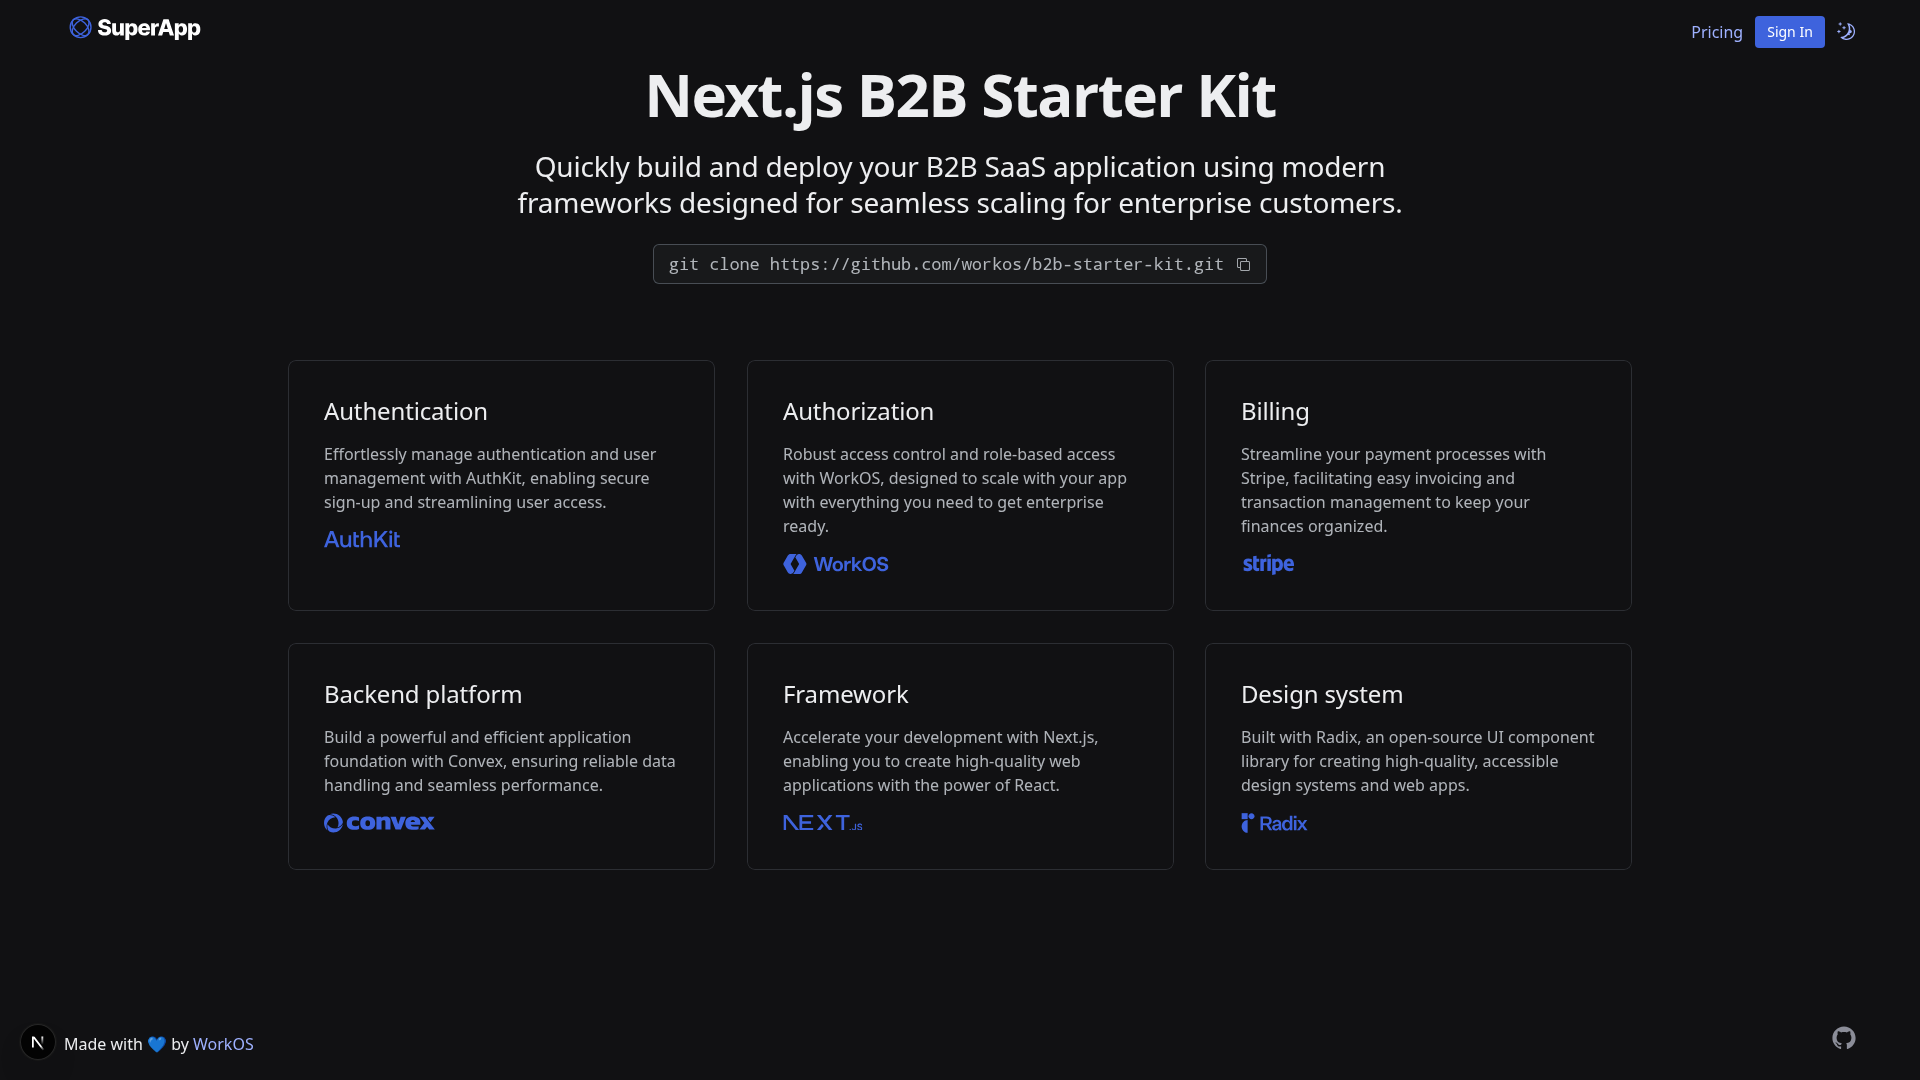 SuperApp
Pricing
Sign In
Next.js B2B Starter Kit
Quickly build and deploy your B2B SaaS application using modern
frameworks designed for seamless scaling for enterprise customers.
git clone https://github.com/workos/b2b-starter-kit.git
Authentication
Effortlessly manage authentication and user
management with AuthKit, enabling secure
sign-up and streamlining user access.
AuthKit
Authorization
Robust access control and role-based access
with WorkOS, designed to scale with your app
with everything you need to get enterprise
ready.
WorkOS
Billing
Streamline your payment processes with
Stripe, facilitating easy invoicing and
transaction management to keep your
finances organized.
stripe
Backend platform
Build a powerful and efficient application
foundation with Convex, ensuring reliable data
handling and seamless performance.
convex
Framework
Accelerate your development with Next.js,
enabling you to create high-quality web
applications with the power of React.
NEXT.JS
Design system
Built with Radix, an open-source UI component
library for creating high-quality, accessible
design systems and web apps.
Radix
N
Made with 💙 by WorkOS